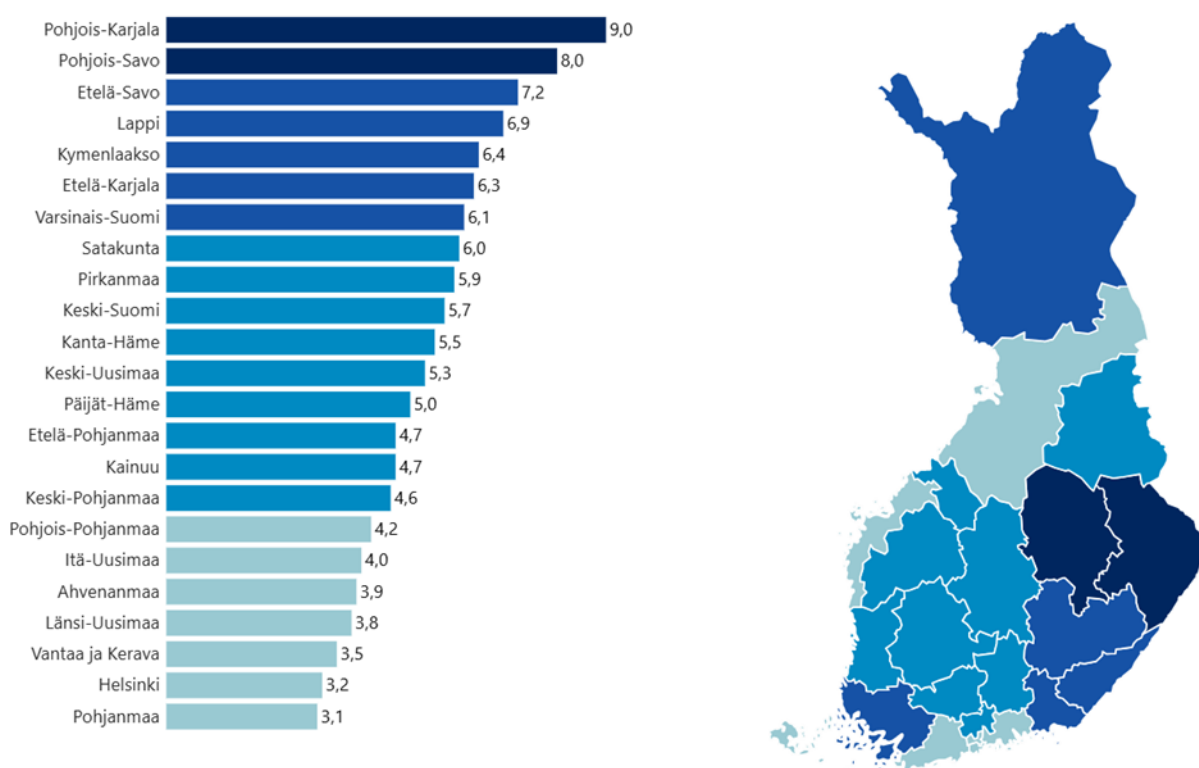 Pohjois-Karjala 9,0
Pohjois-Savo 8,0
Etelä-Savo 7,2
Lappi 6,9
Kymenlaakso 6,4
Etelä-Karjala 6,3
Varsinais-Suomi 6,1
Satakunta 6,0
Pirkanmaa 5,9
Keski-Suomi 5,7
Kanta-Häme 5,5
Keski-Uusimaa 5,3
Päijät-Häme 5,0
Etelä-Pohjanmaa 4,7
Kainuu 4,7
Keski-Pohjanmaa 4,6
Pohjois-Pohjanmaa 4,2
Itä-Uusimaa 4,0
Ahvenanmaa 3,9
Länsi-Uusimaa 3,8
Vantaa ja Kerava 3,5
Helsinki 3,2
Pohjanmaa 3,1